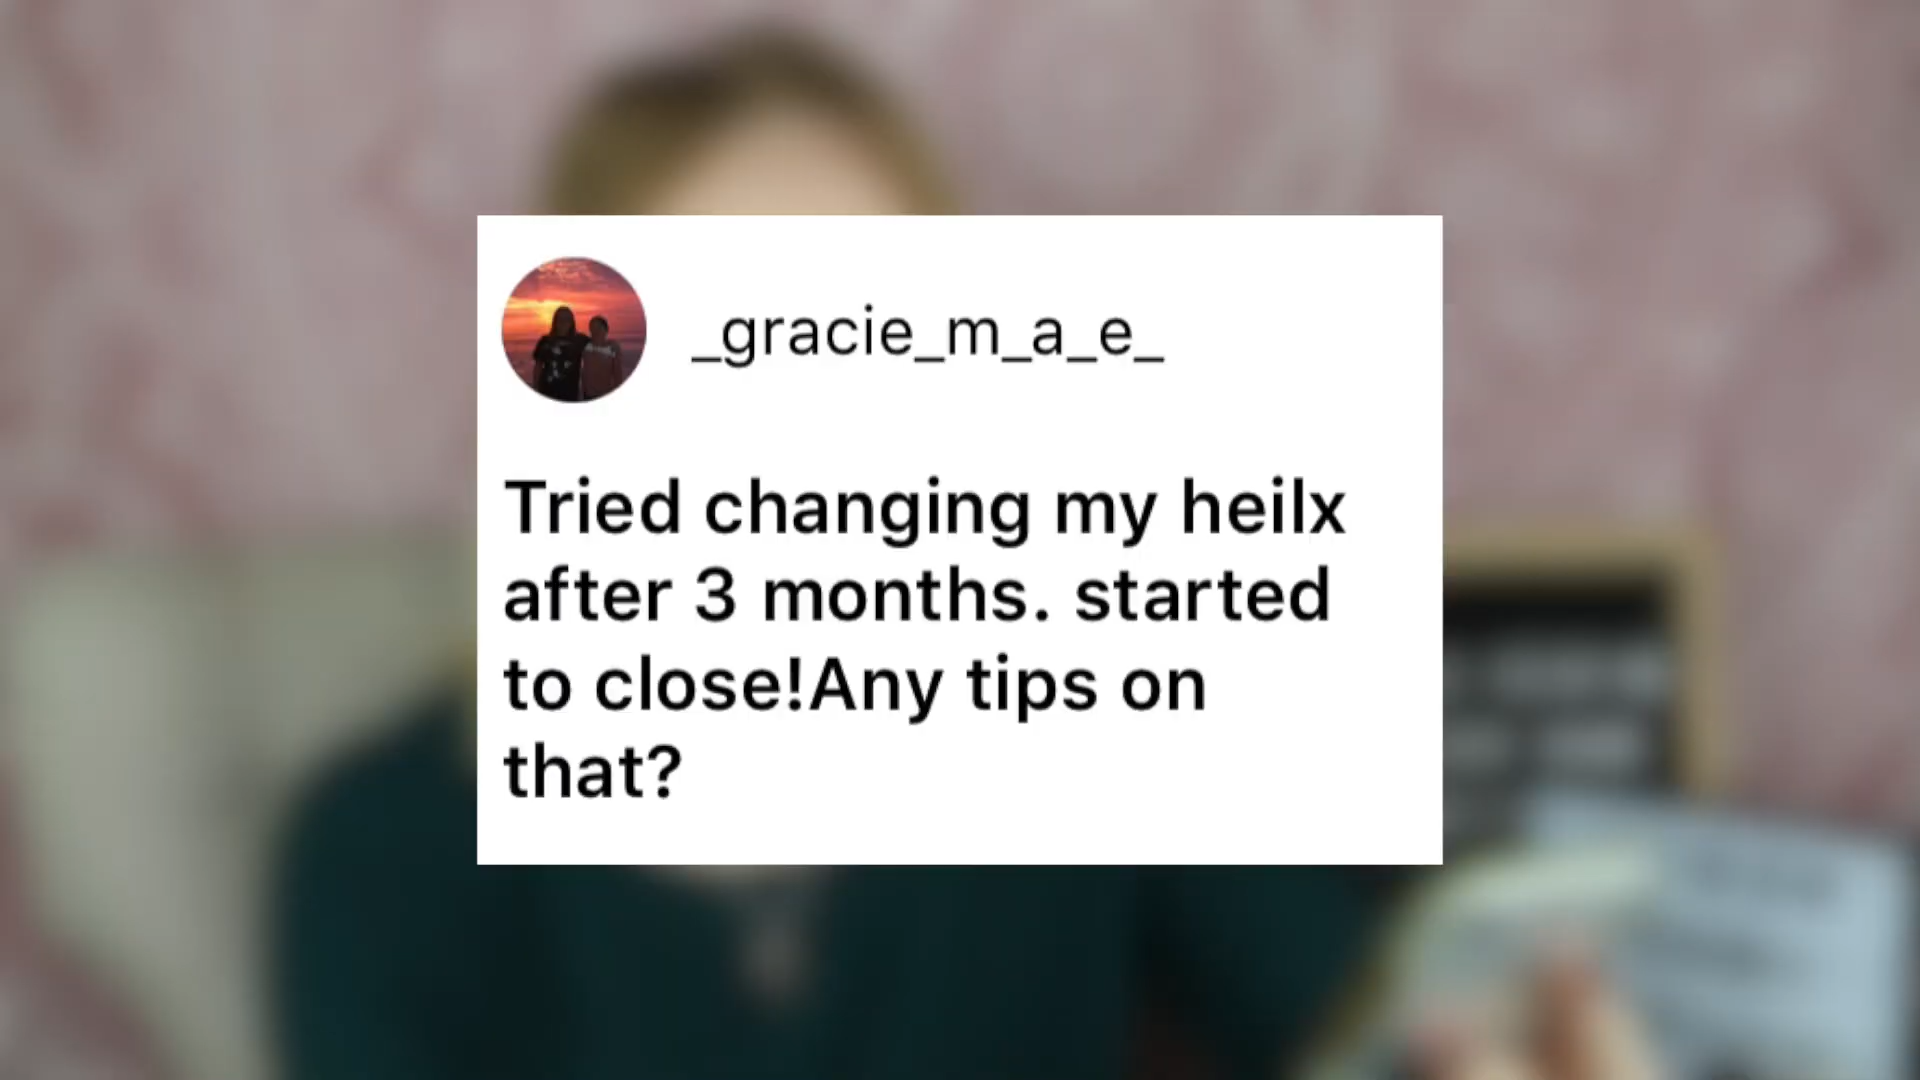 _gracie_m_a_e_
Tried changing my heilx
after 3 months. started
to close!Any tips on
that?